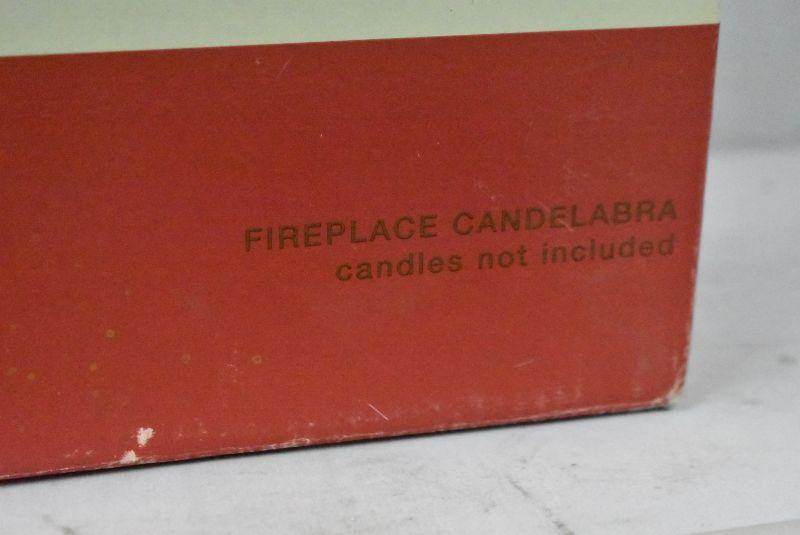 FIREPLACE CANDELABRA
candles not included